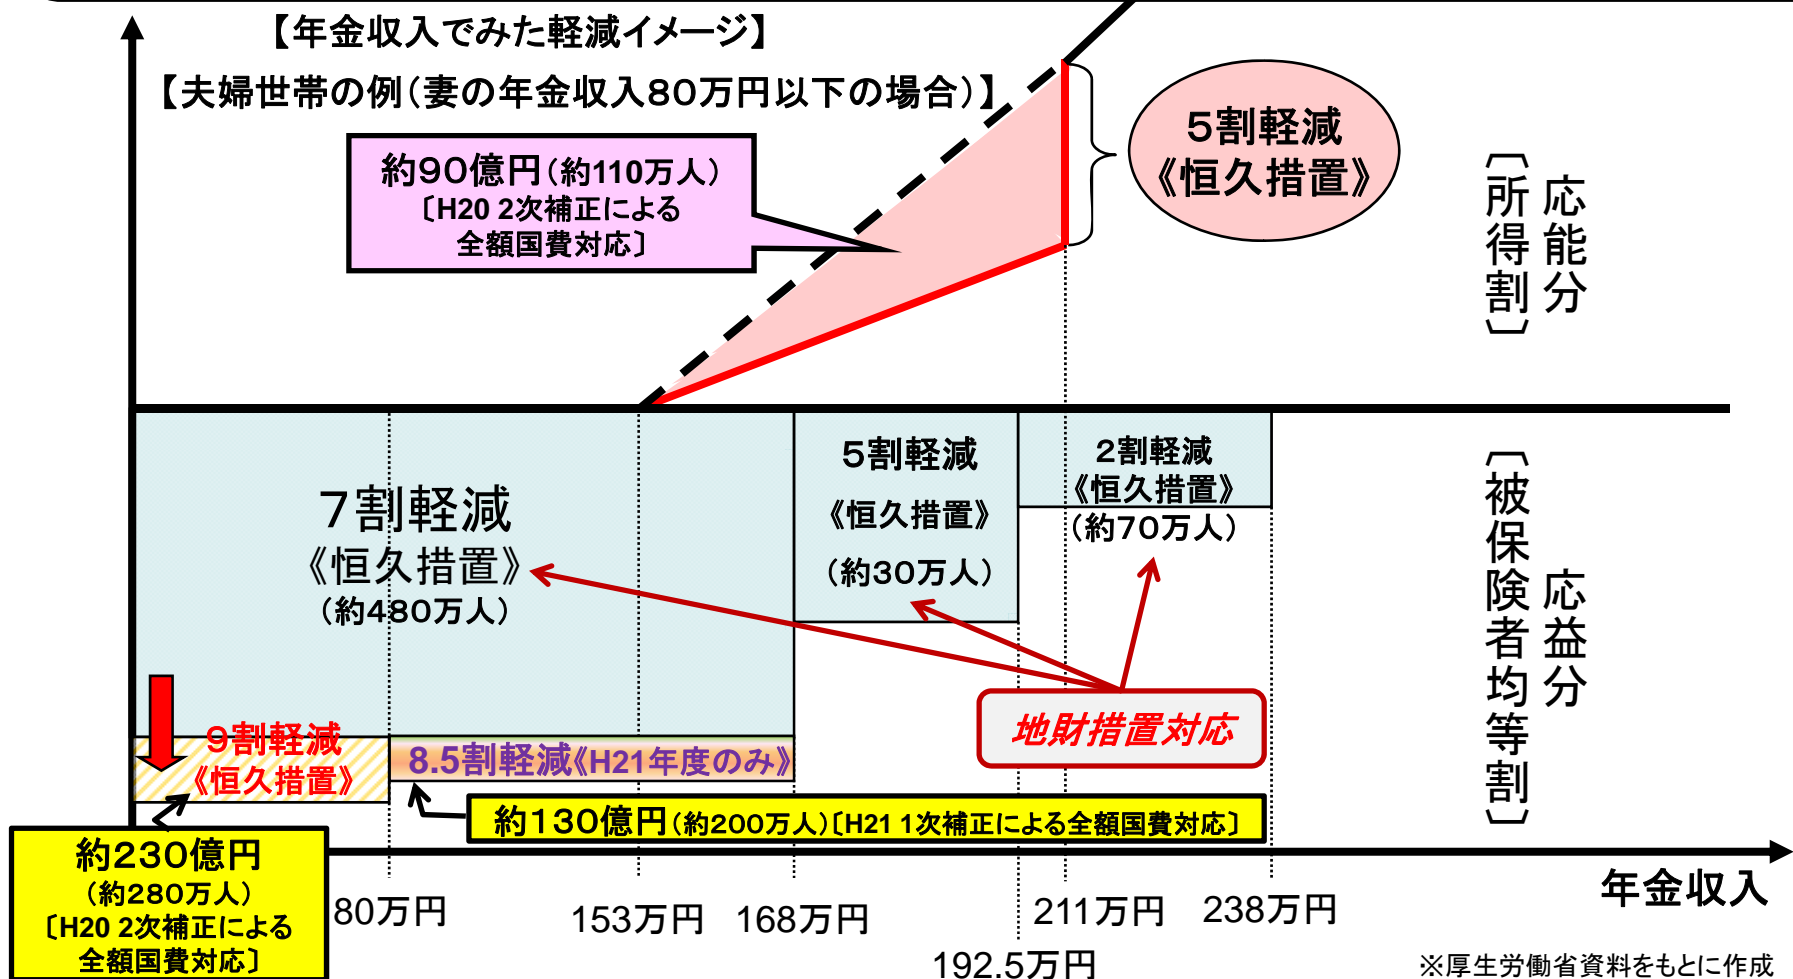 【年金収入でみた軽減イメージ】
【夫婦世帯の例(妻の年金収入80万円以下の場合)】
約90億円(約110万人)
〔H20 2次補正による
全額国費対応〕
5割軽減
《恒久措置》
応能分
〔所得割〕
7割軽減
《恒久措置》
(約480万人)
5割軽減
《恒久措置》
(約30万人)
2割軽減
《恒久措置》
(約70万人)
応益分
〔被保険者均等割〕
地財措置対応
9割軽減
《恒久措置》
8.5割軽減《H21年度のみ》
約130億円(約200万人)〔H21 1次補正による全額国費対応〕
約230億円
(約280万人)
〔H20 2次補正による
全額国費対応〕
80万円
153万円
168万円
192.5万円
211万円
238万円
年金収入
※厚生労働省資料をもとに作成